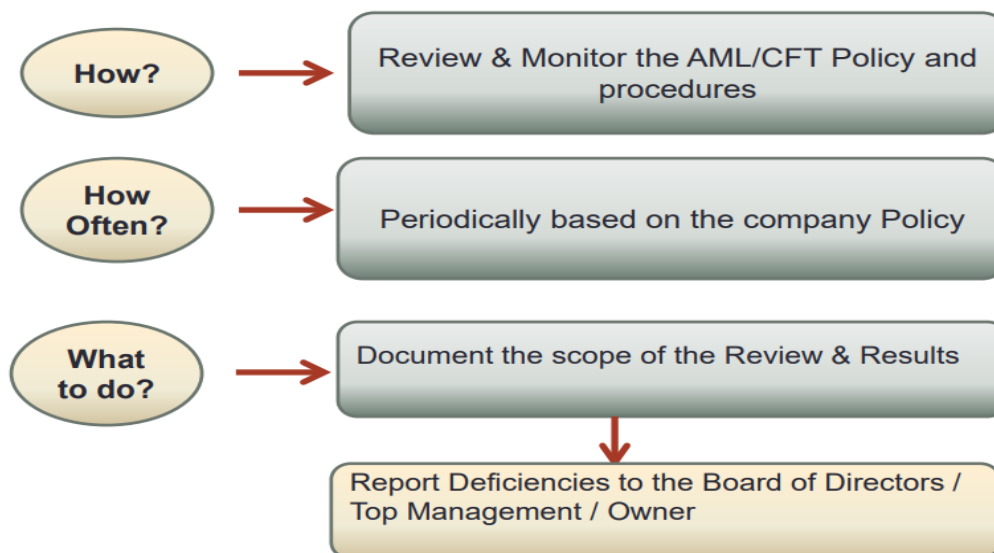 How?
Review & Monitor the AML/CFT Policy and
procedures
How
Often?
Periodically based on the company Policy
What
to do?
Document the scope of the Review & Results
Report Deficiencies to the Board of Directors /
Top Management / Owner